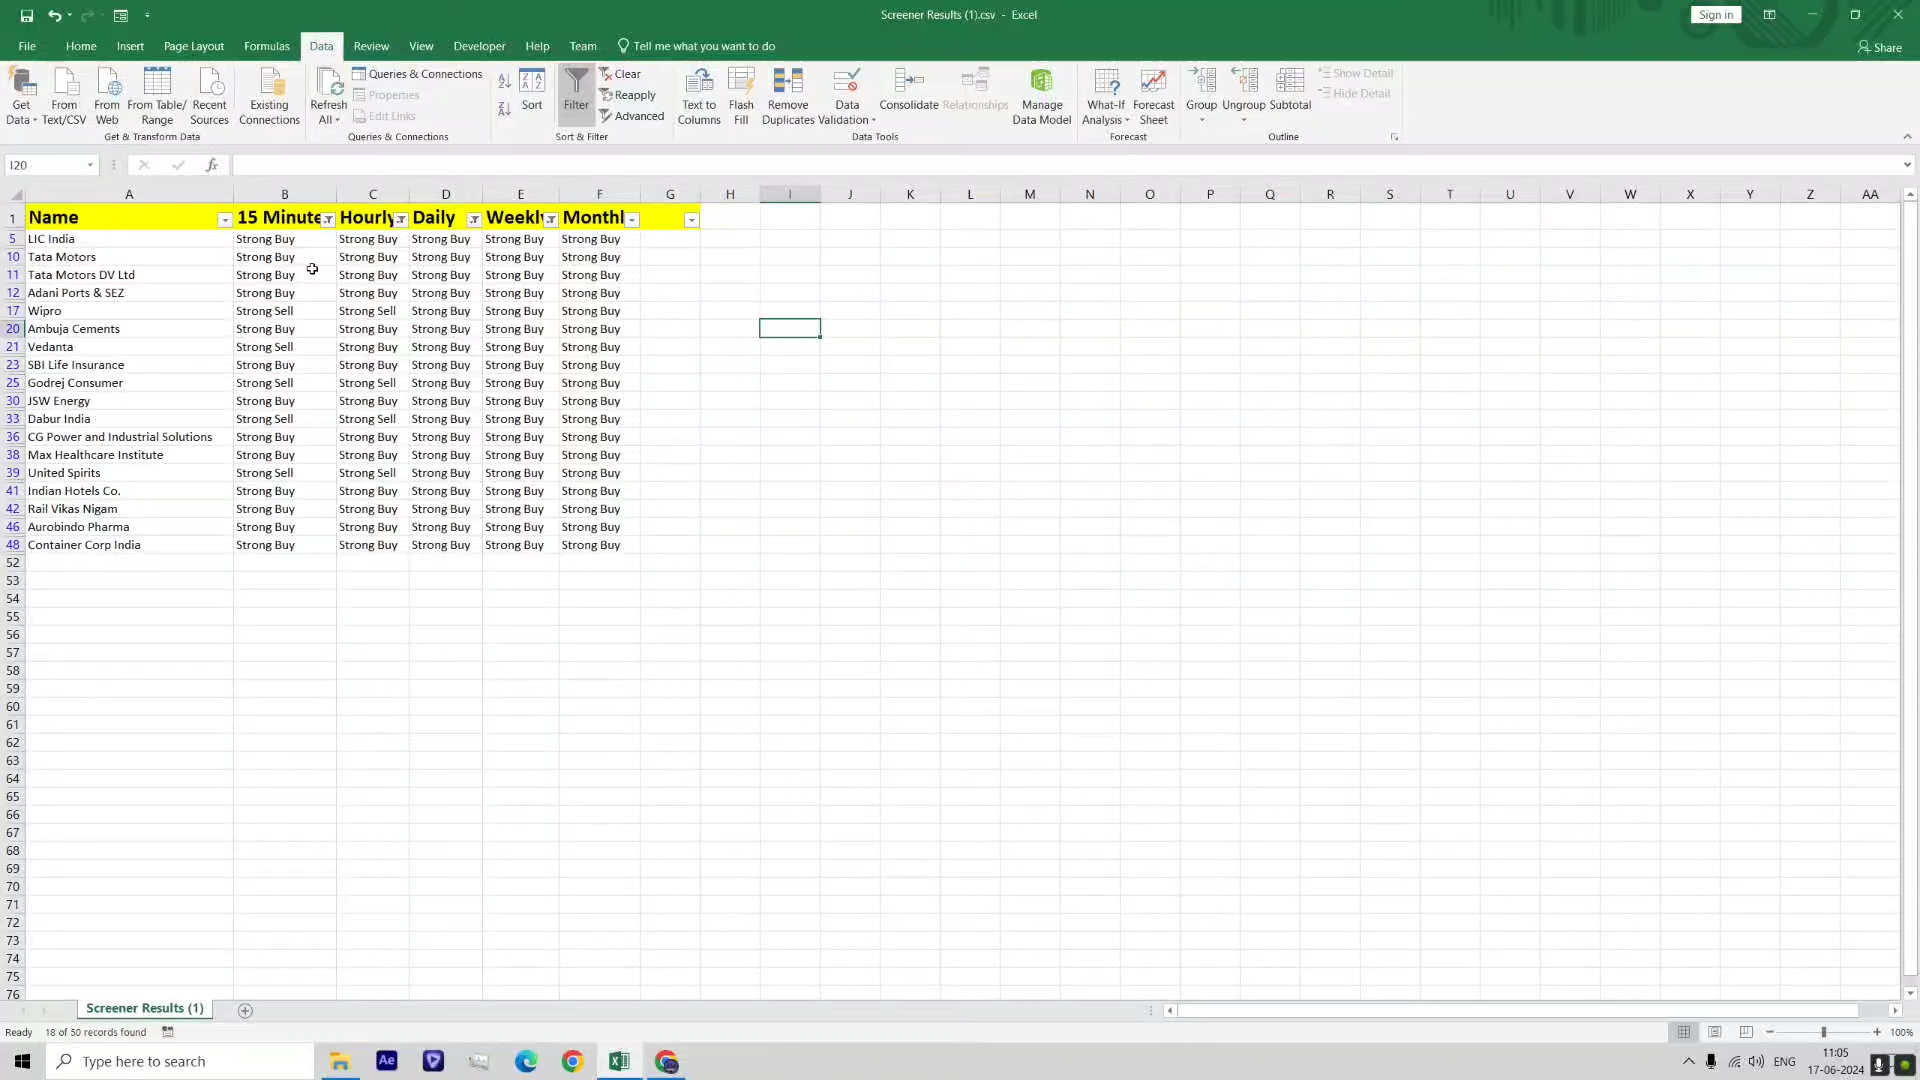 Screener Results (1).csv - Excel
Sign in
File Home Insert Page Layout Formulas Data Review View Developer Help Team Tell me what you want to do
Share
Get Data From Text/CSV From Web From Table/ Range Recent Sources Existing Connections
Get & Transform Data
Refresh All Queries & Connections
Properties
Edit Links
Queries & Connections
Sort Filter Clear
Reapply
Advanced
Sort & Filter
Text to Columns Flash Fill Remove Duplicates Data Validation Consolidate Relationships Manage Data Model
Data Tools
What-If Analysis Forecast Sheet
Forecast
Group Ungroup Subtotal Show Detail
Hide Detail
Outline
I20
fx
A B C D E F G H I J K L M N O P Q R S T U V W X Y Z AA
1 Name 15 Minute Hourly Daily Weekly Monthl
5 LIC India Strong Buy Strong Buy Strong Buy Strong Buy Strong Buy
10 Tata Motors Strong Buy Strong Buy Strong Buy Strong Buy Strong Buy
11 Tata Motors DV Ltd Strong Buy Strong Buy Strong Buy Strong Buy Strong Buy
12 Adani Ports & SEZ Strong Buy Strong Buy Strong Buy Strong Buy Strong Buy
17 Wipro Strong Sell Strong Sell Strong Buy Strong Buy Strong Buy
20 Ambuja Cements Strong Buy Strong Buy Strong Buy Strong Buy Strong Buy
21 Vedanta Strong Sell Strong Buy Strong Buy Strong Buy Strong Buy
23 SBI Life Insurance Strong Buy Strong Buy Strong Buy Strong Buy Strong Buy
25 Godrej Consumer Strong Sell Strong Sell Strong Buy Strong Buy Strong Buy
30 JSW Energy Strong Buy Strong Buy Strong Buy Strong Buy Strong Buy
33 Dabur India Strong Sell Strong Sell Strong Buy Strong Buy Strong Buy
36 CG Power and Industrial Solutions Strong Buy Strong Buy Strong Buy Strong Buy Strong Buy
38 Max Healthcare Institute Strong Buy Strong Buy Strong Buy Strong Buy Strong Buy
39 United Spirits Strong Sell Strong Sell Strong Buy Strong Buy Strong Buy
41 Indian Hotels Co. Strong Buy Strong Buy Strong Buy Strong Buy Strong Buy
42 Rail Vikas Nigam Strong Buy Strong Buy Strong Buy Strong Buy Strong Buy
46 Aurobindo Pharma Strong Buy Strong Buy Strong Buy Strong Buy Strong Buy
48 Container Corp India Strong Buy Strong Buy Strong Buy Strong Buy Strong Buy
52
53
54
55
56
57
58
59
60
61
62
63
64
65
66
67
68
69
70
71
72
73
74
75
76
Screener Results (1)
Ready 18 of 50 records found
100%
Type here to search
Ae
ENG
11:05
17-06-2024